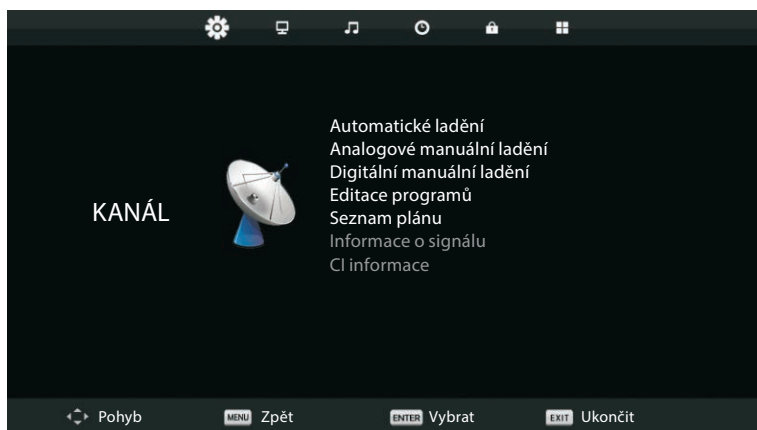 Automatické ladění
Analogové manuální ladění
Digitální manuální ladění
Editace programů
KANÁL
Seznam plánu
Informace o signálu
CI informace
Pohyb MENU Zpět ENTER Vybrat EXIT Ukončit